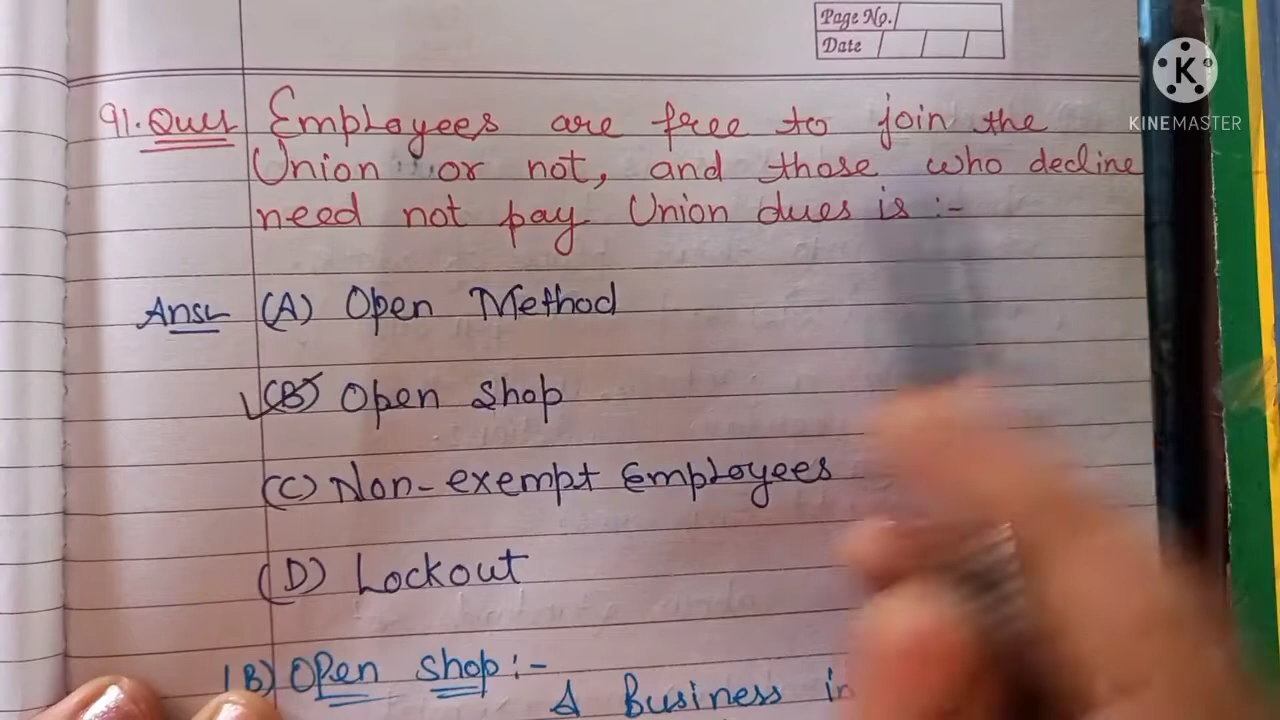 Page No.
Date
K
KINEMASTER
91. Ques Employees are free to join the
Union or not, and those who decline
need not pay Union dues is :-
Ans (A) Open Method
(B) Open Shop
(C) Non-exempt Employees
(D) Lockout
(B) Open shop :-
A Business in